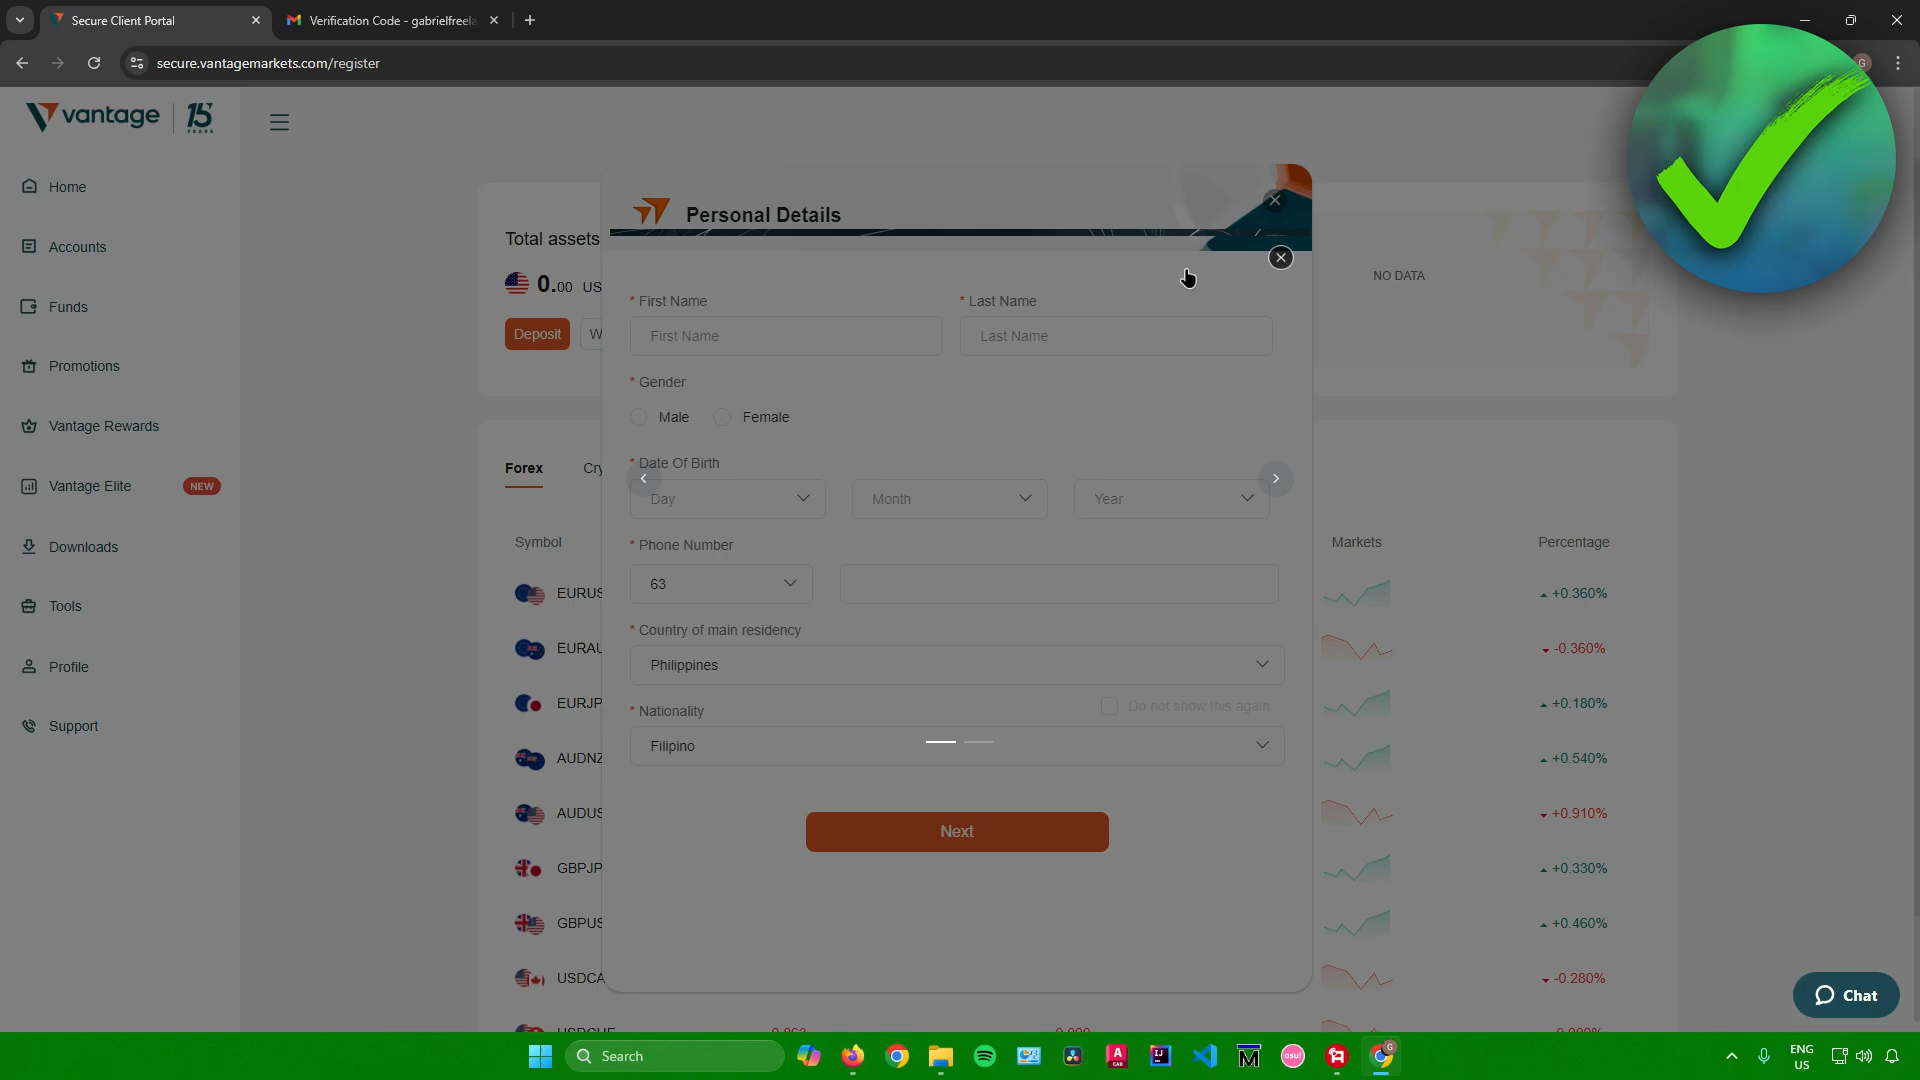 Secure Client Portal
Verification Code - gabrielfreela
secure.vantagemarkets.com/register
G
vantage
15
YEARS
Home
Accounts
Funds
Promotions
Vantage Rewards
Vantage Elite
NEW
Downloads
Tools
Profile
Support
Total assets
0.00 US
Deposit
W
NO DATA
Personal Details
* First Name
* Last Name
First Name
Last Name
* Gender
Male
Female
* Date Of Birth
Day
Month
Year
* Phone Number
63
* Country of main residency
Philippines
* Nationality
Do not show this again
Filipino
Next
Forex
Cry
Symbol
Markets
Percentage
EURUS
+0.360%
EURAU
-0.360%
EURJP
+0.180%
AUDNZ
+0.540%
AUDUS
+0.910%
GBPJP
+0.330%
GBPUS
+0.460%
USDCA
-0.280%
Chat
Search
ENG
US